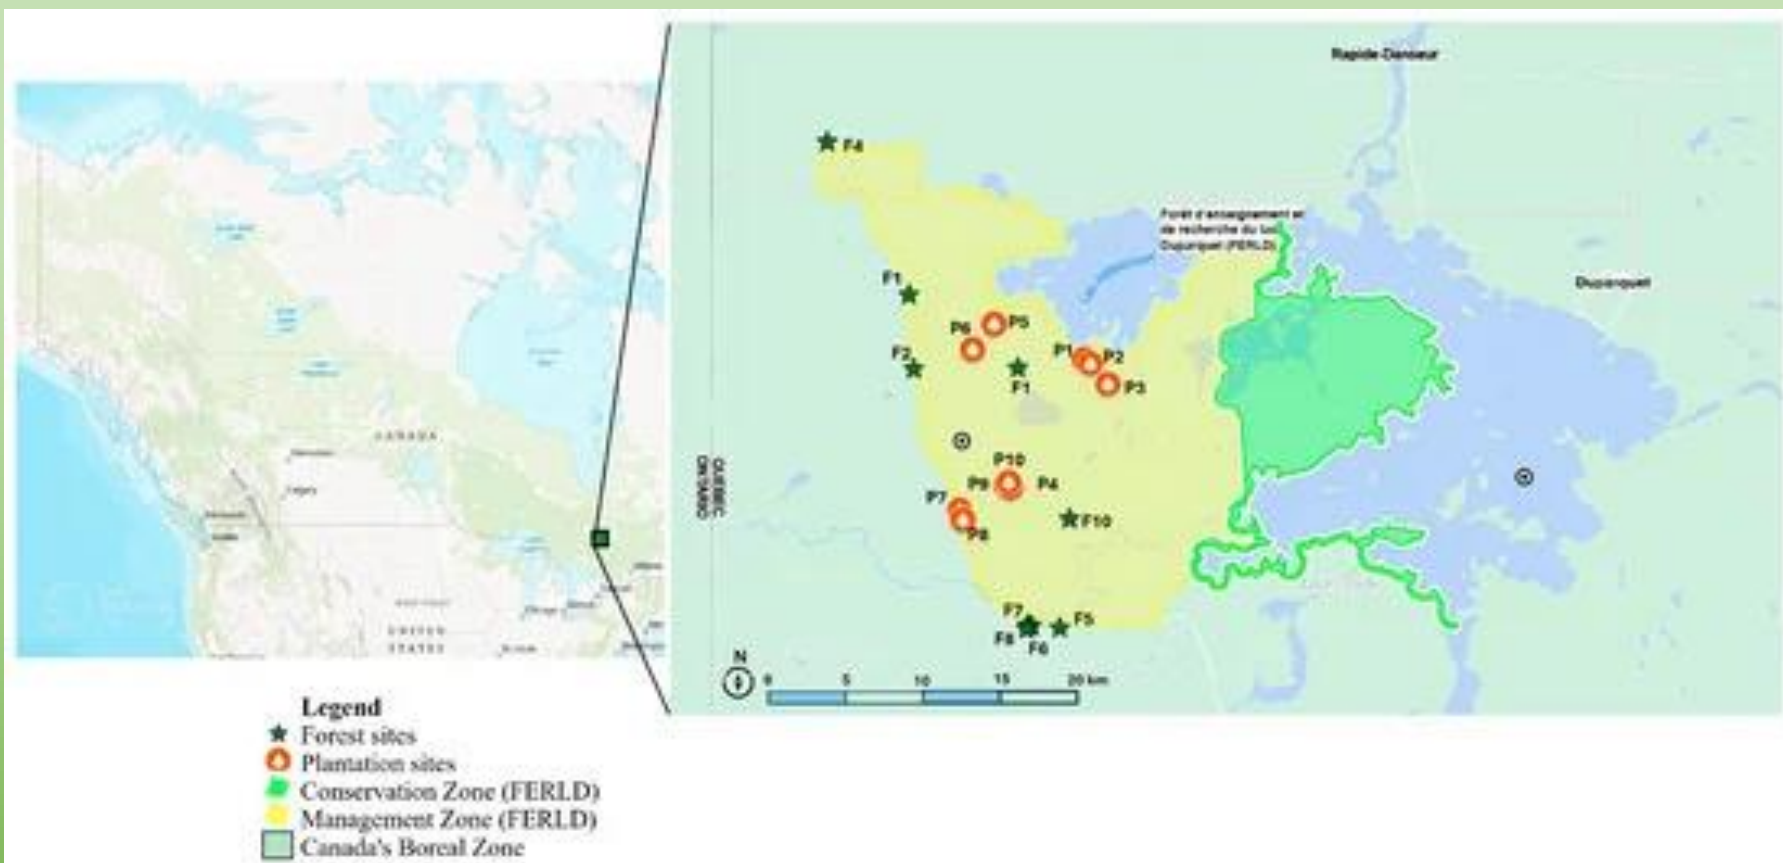 CANADA
UNITED
STATES
Rapide-Danseur
Forêt d'enseignement et
de recherche du lac
Duparquet (FERLD)
Duparquet
F4
F1
P5
P6
F2
F1
P1
P2
P3
P10
P9
P4
P7
P8
F10
F7
F5
F8
F6
QUEBEC
ONTARIO
N
0 5 10 15 20 km
Legend
Forest sites
Plantation sites
Conservation Zone (FERLD)
Management Zone (FERLD)
Canada's Boreal Zone